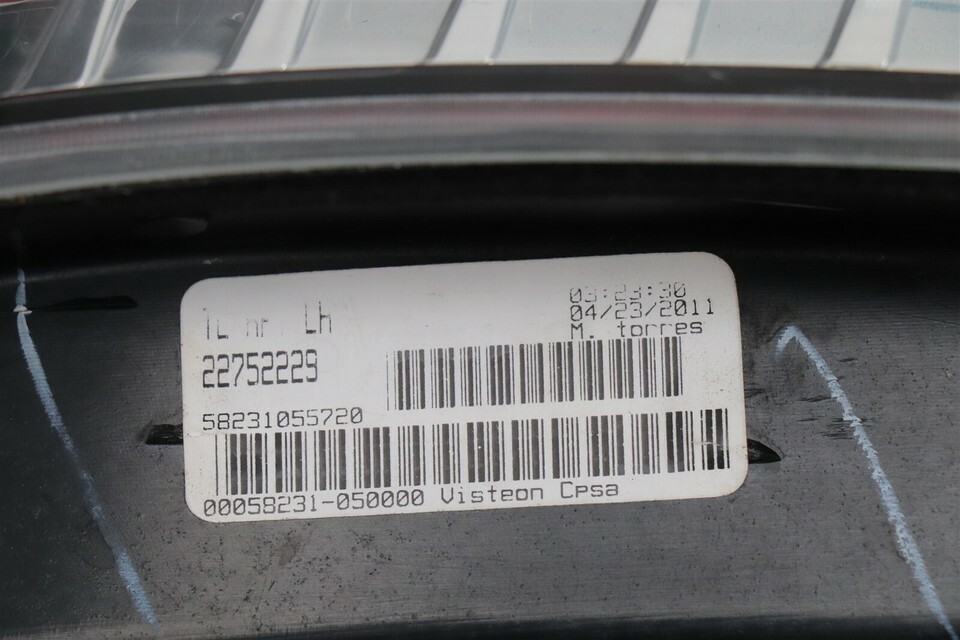 LH
03:23:30
04/23/2011
M. torres
22752229
58231055720
00058231-050000 Visteon Cpsa